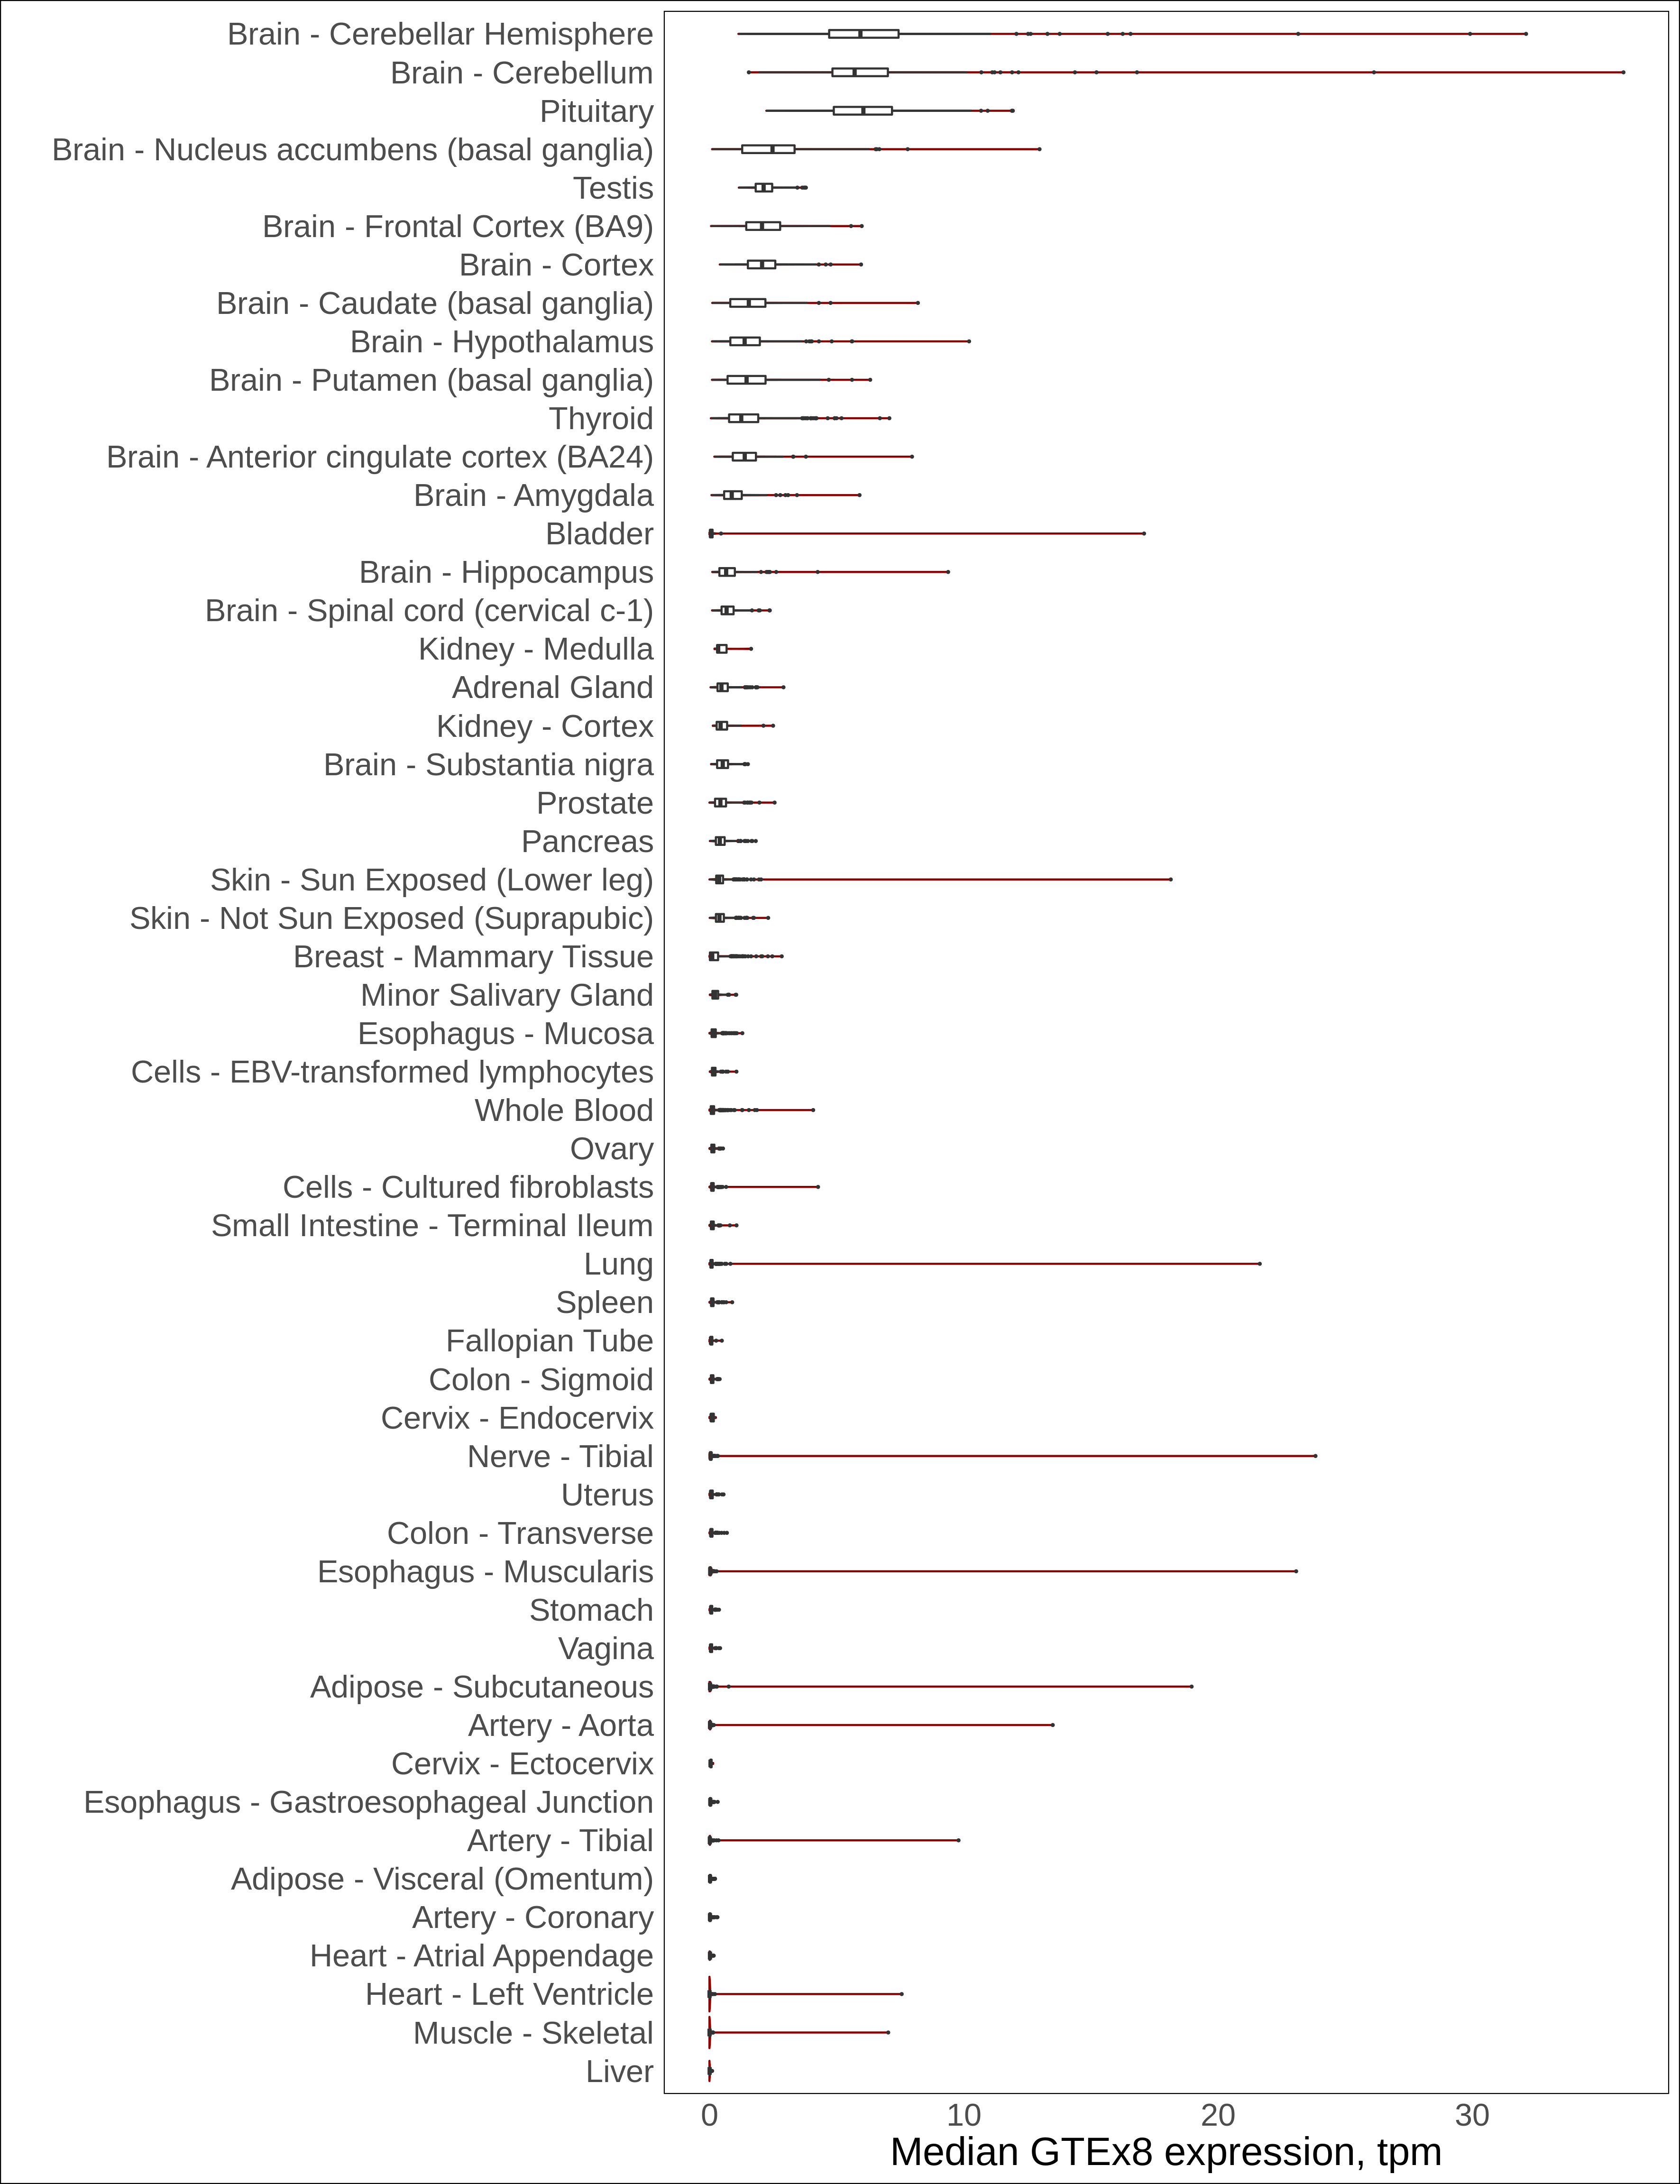 Brain - Cerebellar Hemisphere
Brain - Cerebellum
Pituitary
Brain - Nucleus accumbens (basal ganglia)
Testis
Brain - Frontal Cortex (BA9)
Brain - Cortex
Brain - Caudate (basal ganglia)
Brain - Hypothalamus
Brain - Putamen (basal ganglia)
Thyroid
Brain - Anterior cingulate cortex (BA24)
Brain - Amygdala
Bladder
Brain - Hippocampus
Brain - Spinal cord (cervical c-1)
Kidney - Medulla
Adrenal Gland
Kidney - Cortex
Brain - Substantia nigra
Prostate
Pancreas
Skin - Sun Exposed (Lower leg)
Skin - Not Sun Exposed (Suprapubic)
Breast - Mammary Tissue
Minor Salivary Gland
Esophagus - Mucosa
Cells - EBV-transformed lymphocytes
Whole Blood
Ovary
Cells - Cultured fibroblasts
Small Intestine - Terminal Ileum
Lung
Spleen
Fallopian Tube
Colon - Sigmoid
Cervix - Endocervix
Nerve - Tibial
Uterus
Colon - Transverse
Esophagus - Muscularis
Stomach
Vagina
Adipose - Subcutaneous
Artery - Aorta
Cervix - Ectocervix
Esophagus - Gastroesophageal Junction
Artery - Tibial
Adipose - Visceral (Omentum)
Artery - Coronary
Heart - Atrial Appendage
Heart - Left Ventricle
Muscle - Skeletal
Liver
0 10 20 30
Median GTEx8 expression, tpm